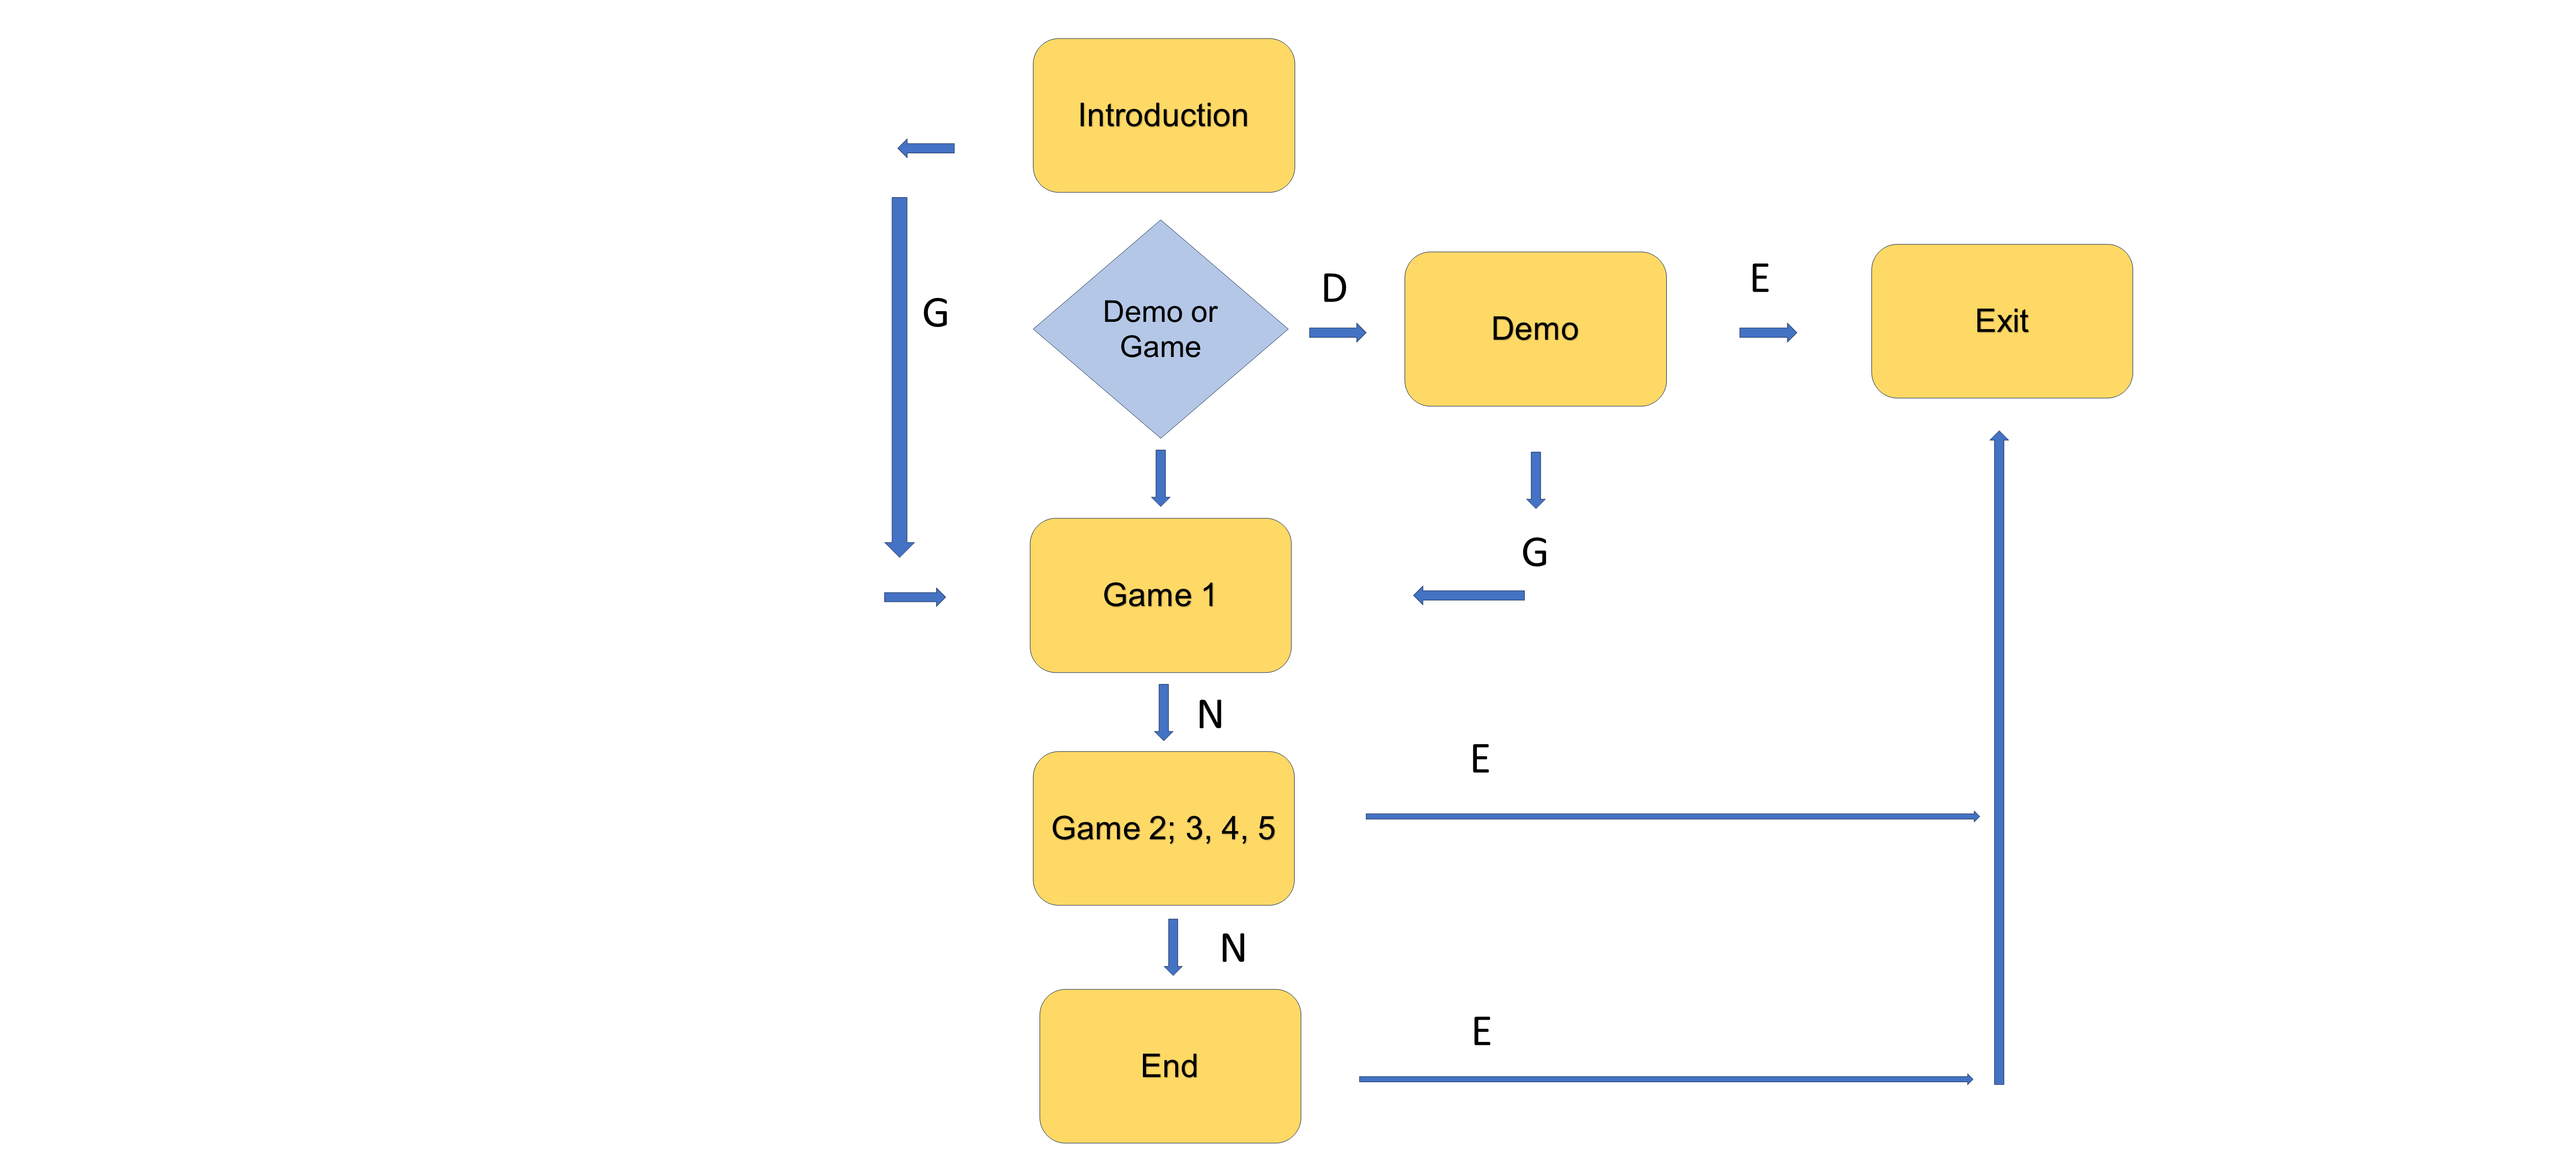 Introduction
G
Demo or
Game
D
Demo
E
Exit
Game 1
G
N
Game 2; 3, 4, 5
E
N
End
E